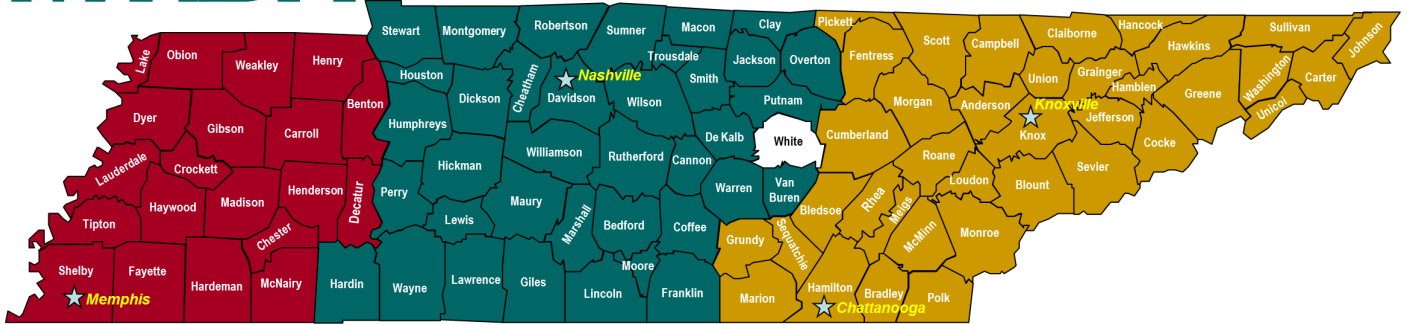 Lake
Obion
Weakley
Henry
Benton
Dyer
Gibson
Carroll
Lauderdale
Crockett
Haywood
Madison
Henderson
Decatur
Tipton
Chester
Shelby
Fayette
Hardeman
McNairy
Memphis
Stewart
Montgomery
Robertson
Sumner
Macon
Clay
Trousdale
Jackson
Overton
Houston
Dickson
Cheatham
Nashville
Davidson
Wilson
Smith
Putnam
Humphreys
De Kalb
White
Hickman
Williamson
Rutherford
Cannon
Perry
Warren
Van
Buren
Lewis
Maury
Marshall
Bedford
Coffee
Moore
Hardin
Wayne
Lawrence
Giles
Lincoln
Franklin
Pickett
Fentress
Scott
Campbell
Claiborne
Hancock
Hawkins
Sullivan
Johnson
Union
Grainger
Hamblen
Washington
Carter
Greene
Unicoi
Morgan
Anderson
Knoxville
Knox
Jefferson
Cocke
Cumberland
Roane
Loudon
Blount
Sevier
Bledsoe
Rhea
Meigs
McMinn
Monroe
Grundy
Sequatchie
Marion
Hamilton
Chattanooga
Bradley
Polk